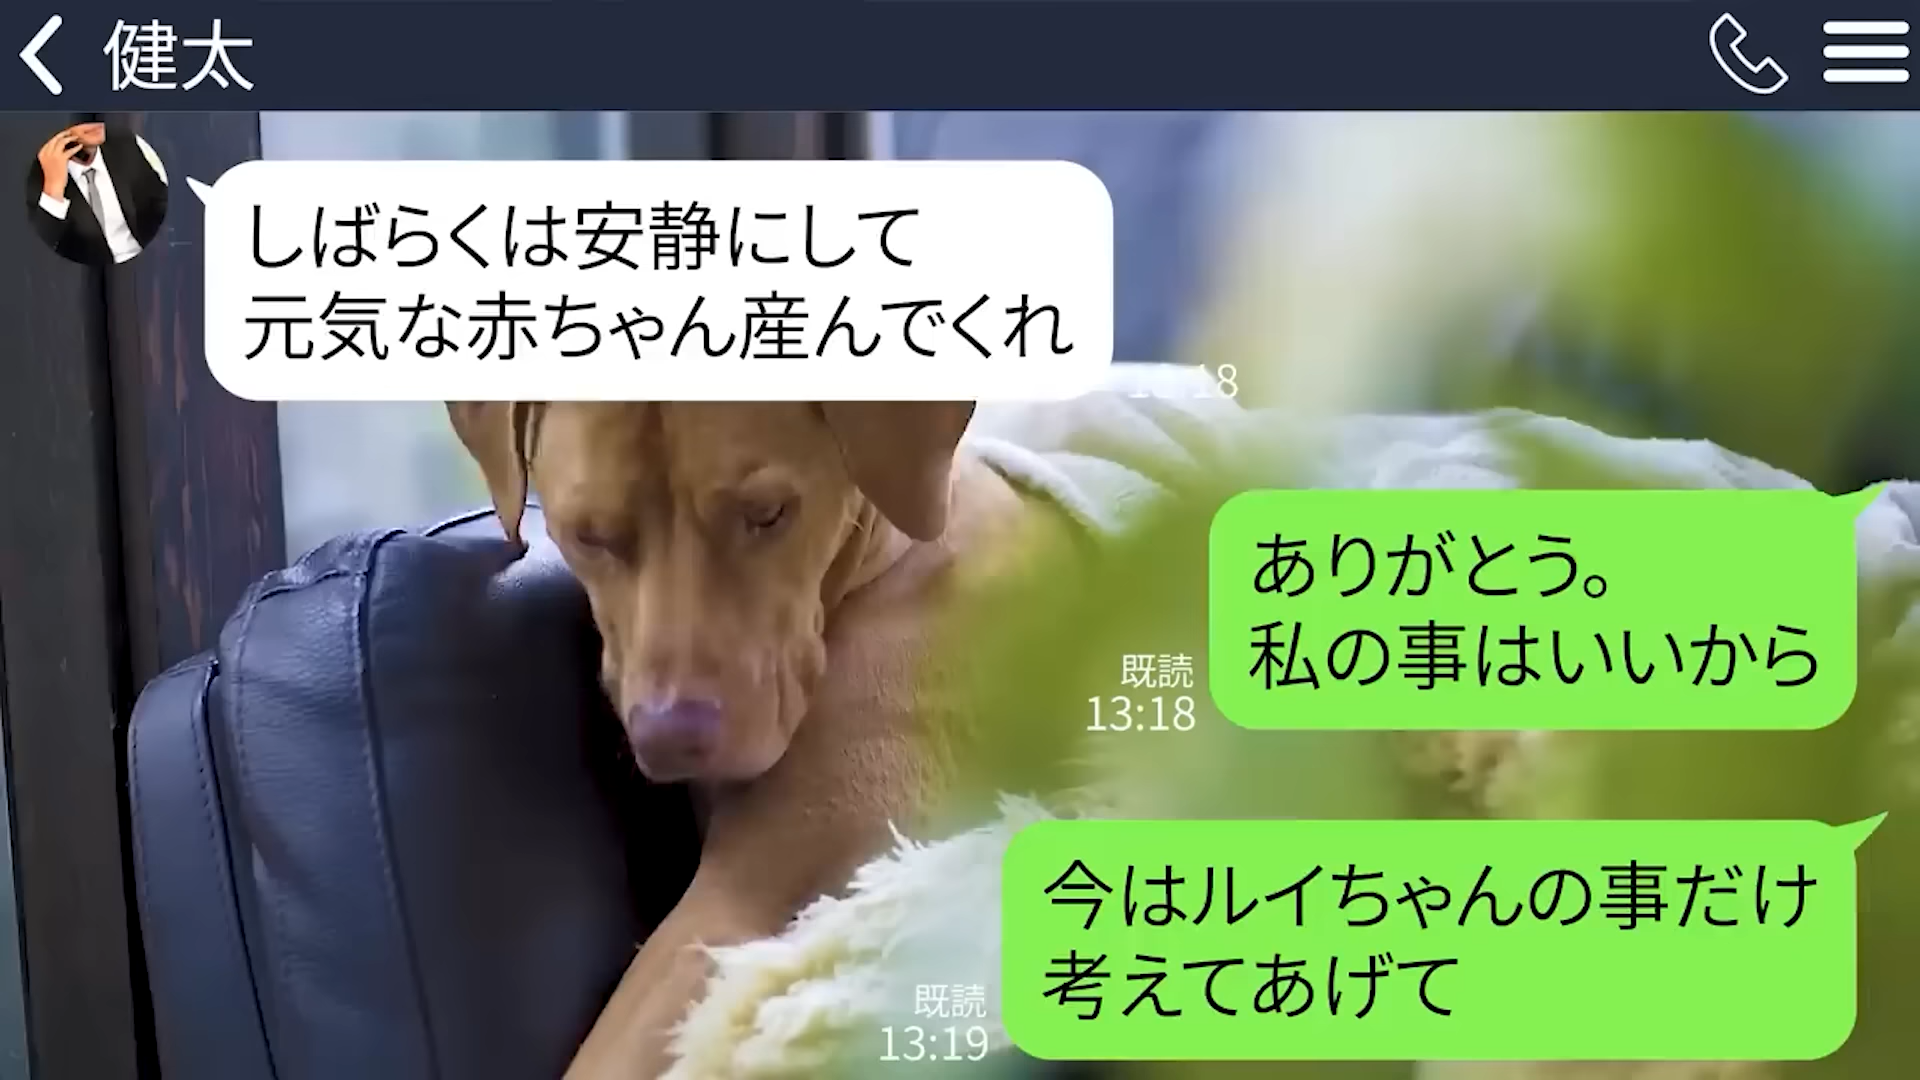 健太
しばらくは安静にして
元気な赤ちゃん産んでくれ
13:18
ありがとう。
私の事はいいから
既読
13:18
今はルイちゃんの事だけ
考えてあげて
既読
13:19